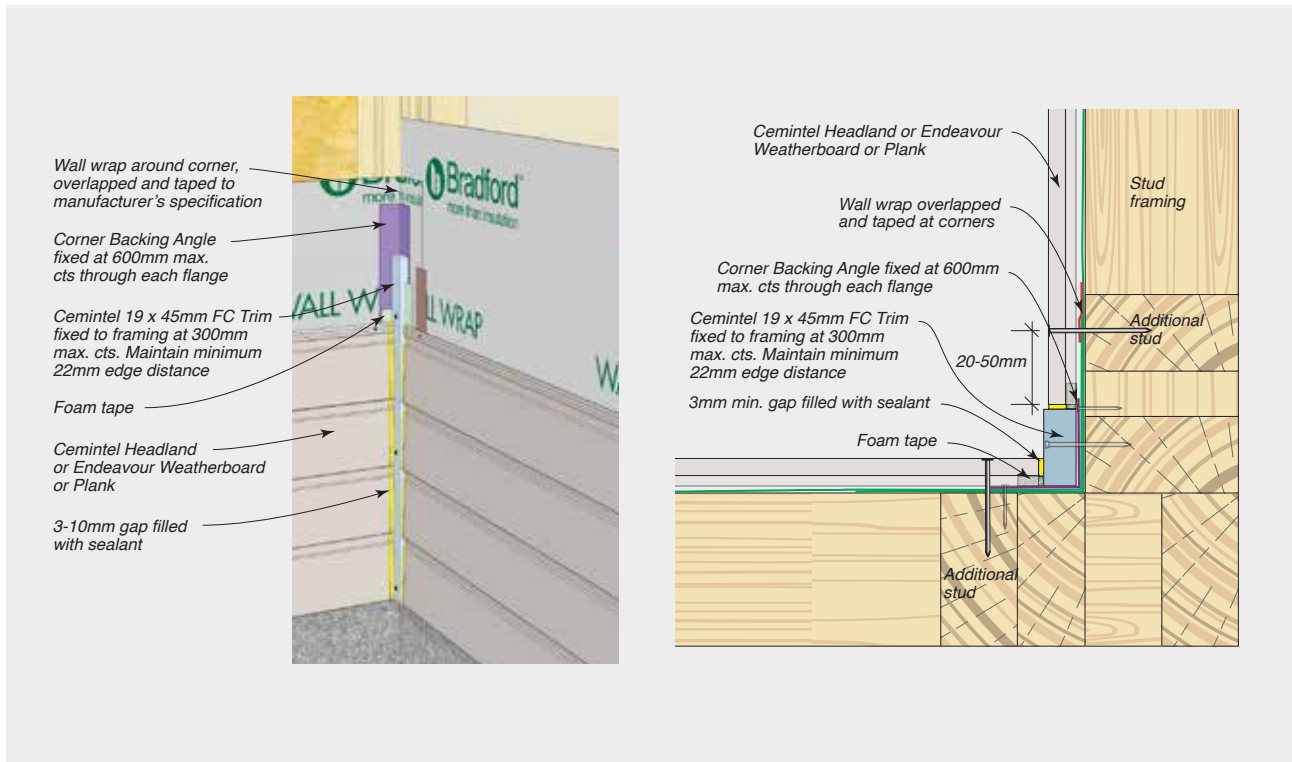 Wall wrap around corner,
overlapped and taped to
manufacturer's specification
Corner Backing Angle
fixed at 600mm max.
cts through each flange
Cemintel 19 x 45mm FC Trim
fixed to framing at 300mm
max. cts. Maintain minimum
22mm edge distance
Foam tape
Cemintel Headland
or Endeavour Weatherboard
or Plank
3-10mm gap filled
with sealant
Bradford
more than insulation
WALL WRAP
Cemintel Headland or Endeavour
Weatherboard or Plank
Wall wrap overlapped
and taped at corners
Corner Backing Angle fixed at 600mm
max. cts through each flange
Cemintel 19 x 45mm FC Trim
fixed to framing at 300mm
max. cts. Maintain minimum
22mm edge distance
3mm min. gap filled with sealant
Foam tape
20-50mm
Stud
framing
Additional
stud
Additional
stud